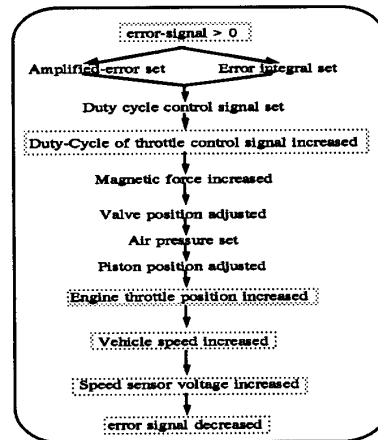 error-signal > 0
Amplified-error set
Error integral set
Duty cycle control signal set
Duty-Cycle of throttle control signal increased
Magnetic force increased
Valve position adjusted
Air pressure set
Piston position adjusted
Engine throttle position increased
Vehicle speed increased
Speed sensor voltage increased
error signal decreased